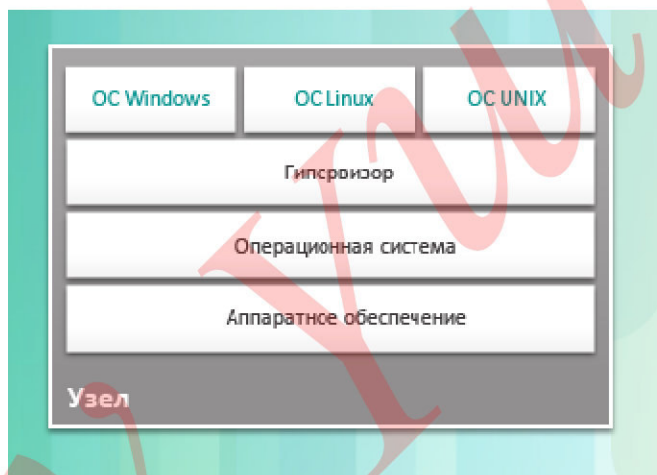 ОС Windows ОС Linux ОС UNIX
Гипервизор
Операционная система
Аппаратное обеспечение
Узел